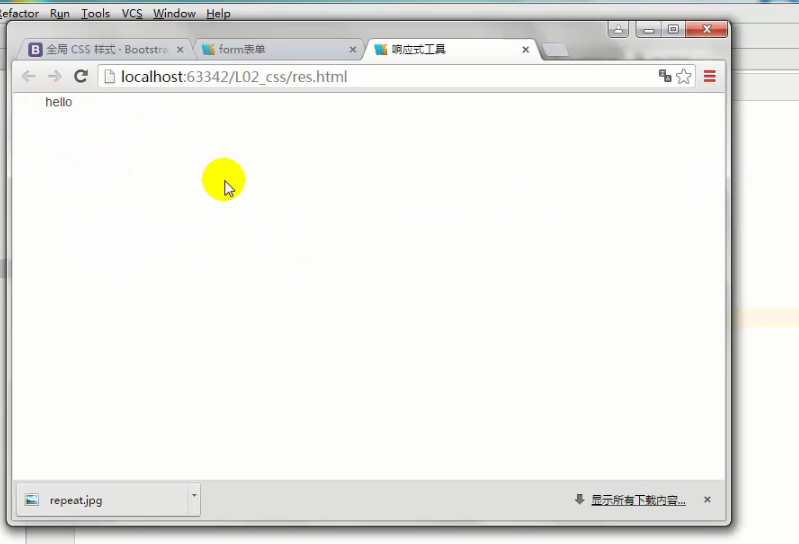 Refactor Run Tools VCS Window Help
全局 CSS 样式 · Bootstra
form表单
响应式工具
localhost:63342/L02_css/res.html
hello
repeat.jpg
显示所有下载内容...